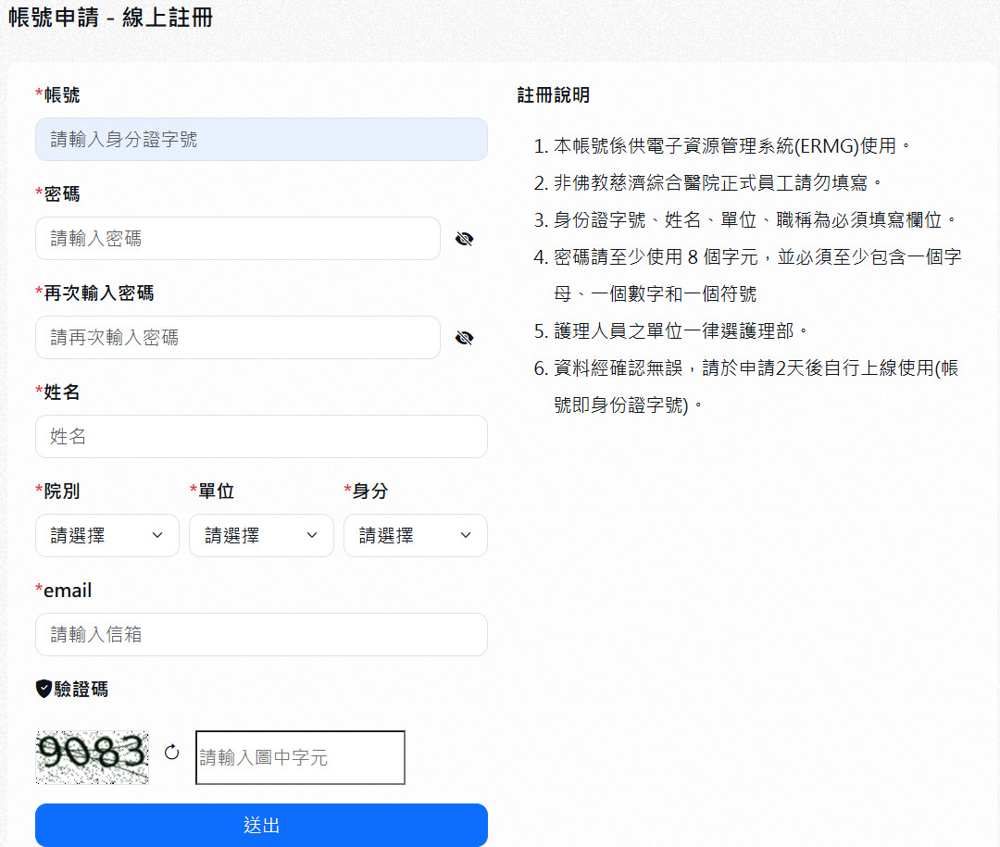 帳號申請 - 線上註冊
*帳號
請輸入身分證字號
*密碼
請輸入密碼
*再次輸入密碼
請再次輸入密碼
*姓名
姓名
*院別 *單位 *身分
請選擇 請選擇 請選擇
*email
請輸入信箱
驗證碼
9083 請輸入圖中字元
送出
註冊說明
1. 本帳號係供電子資源管理系統(ERMG)使用。
2. 非佛教慈濟綜合醫院正式員工請勿填寫。
3. 身份證字號、姓名、單位、職稱為必須填寫欄位。
4. 密碼請至少使用 8 個字元，並必須至少包含一個字
母、一個數字和一個符號
5. 護理人員之單位一律選護理部。
6. 資料經確認無誤，請於申請2天後自行上線使用(帳
號即身份證字號)。